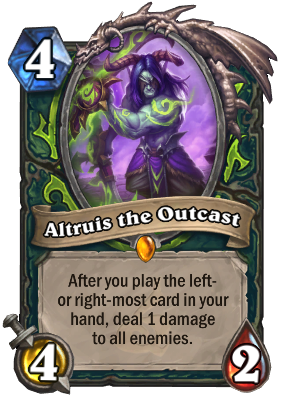 4
Altruis the Outcast
After you play the left-
or right-most card in your
hand, deal 1 damage
to all enemies.
4
2